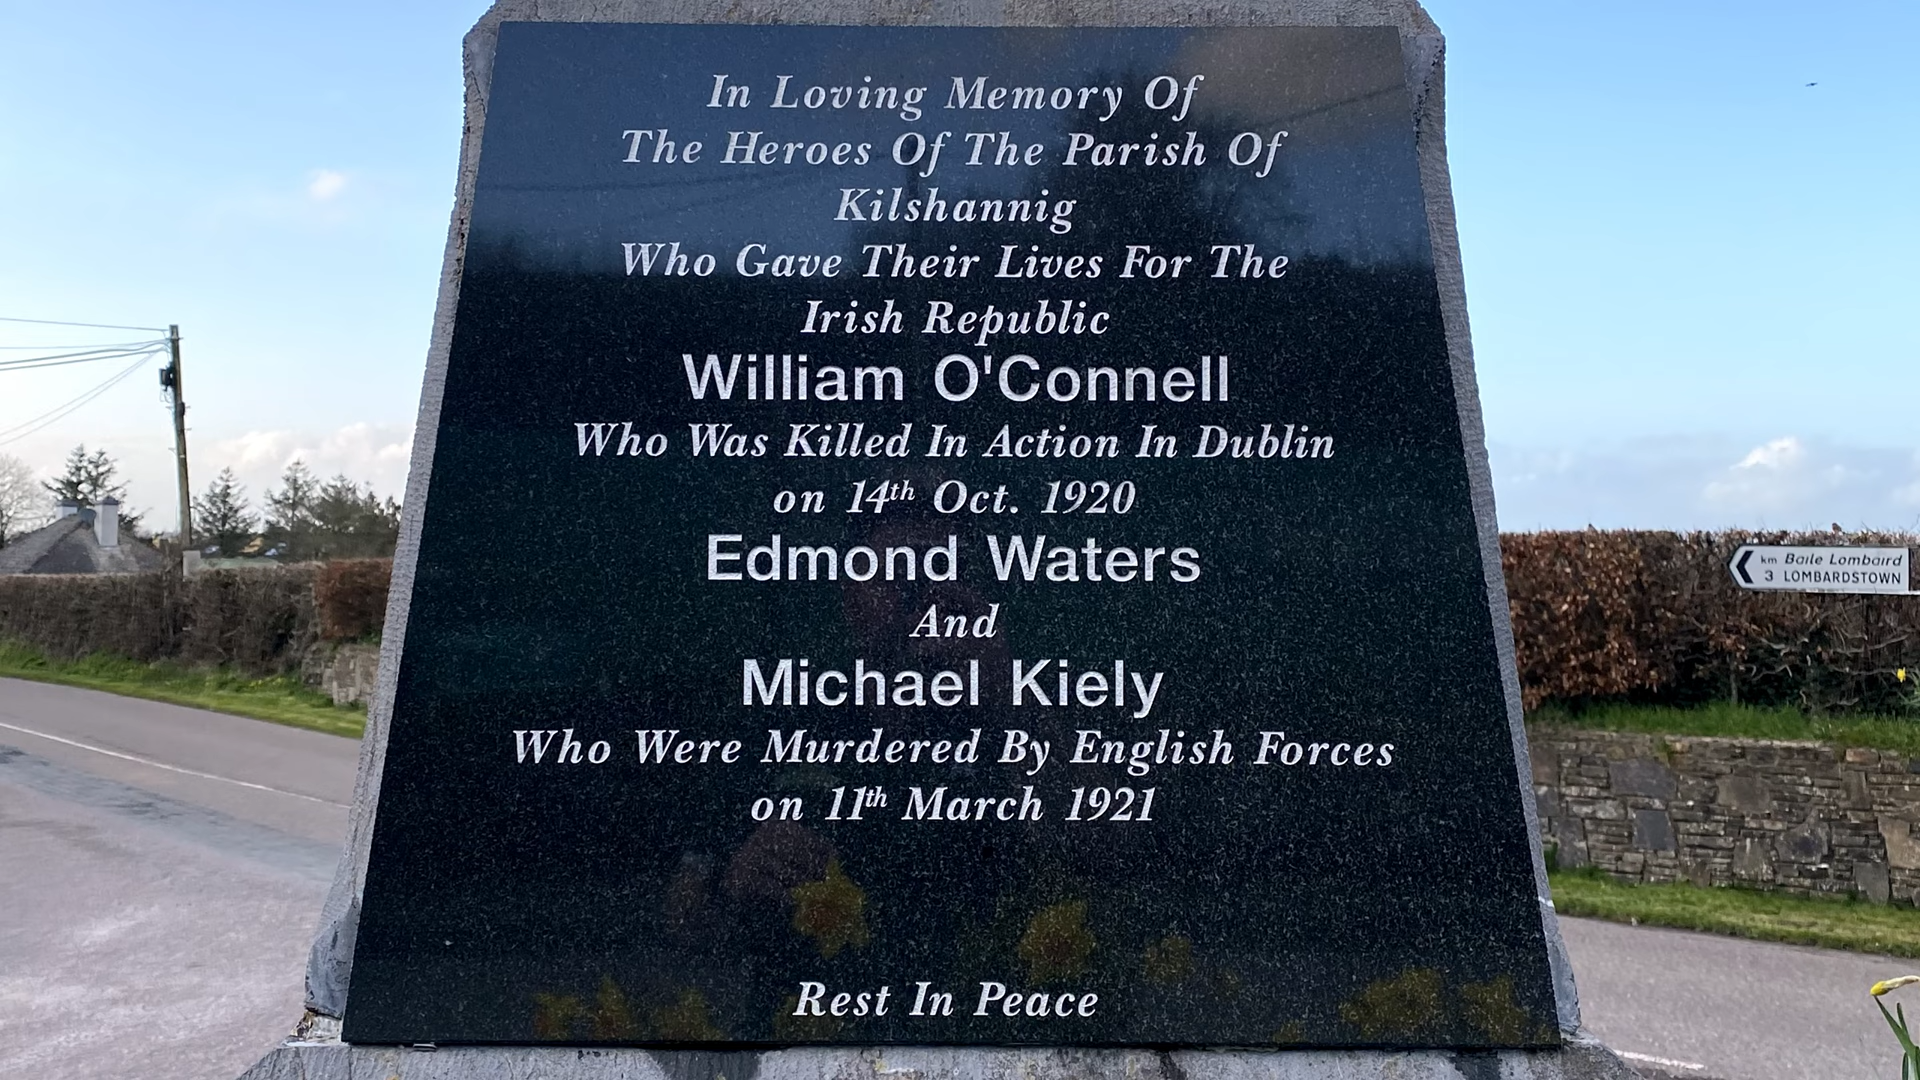 In Loving Memory Of
The Heroes Of The Parish Of
Kilshannig
Who Gave Their Lives For The
Irish Republic
William O'Connell
Who Was Killed In Action In Dublin
on 14th Oct. 1920
Edmond Waters
And
Michael Kiely
Who Were Murdered By English Forces
on 11th March 1921
Rest In Peace
km Baile Lombaird
3 LOMBARDSTOWN